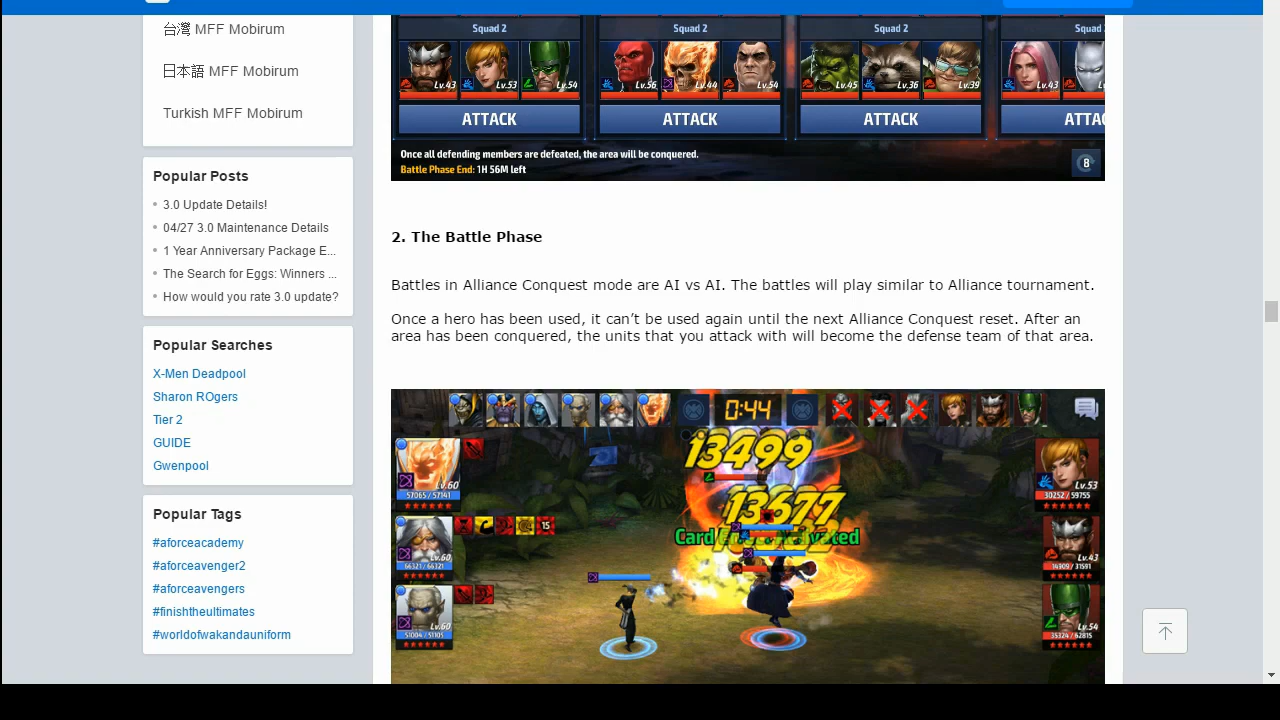 台灣 MFF Mobirum
日本語 MFF Mobirum
Turkish MFF Mobirum
Popular Posts
3.0 Update Details!
04/27 3.0 Maintenance Details
1 Year Anniversary Package E...
The Search for Eggs: Winners ...
How would you rate 3.0 update?
Popular Searches
X-Men Deadpool
Sharon ROgers
Tier 2
GUIDE
Gwenpool
Popular Tags
#aforceacademy
#aforceavenger2
#aforceavengers
#finishtheultimates
#worldofwakandauniform
Squad 2 Squad 2 Squad 2 Squad
Lv.43 Lv.53 Lv.54 Lv.56 Lv.44 Lv.54 Lv.45 Lv.36 Lv.39 Lv.43 Lv.54
ATTACK ATTACK ATTACK ATTAC
Once all defending members are defeated, the area will be conquered.
Battle Phase End: 1H 56M left
8
2. The Battle Phase
Battles in Alliance Conquest mode are AI vs AI. The battles will play similar to Alliance tournament.
Once a hero has been used, it can’t be used again until the next Alliance Conquest reset. After an
area has been conquered, the units that you attack with will become the defense team of that area.
0:44
13499
13677
Lv.60
57065 / 57141
15
Lv.60
66321 / 66321
Lv.60
51004 / 51105
Lv.53
30252 / 59755
Lv.43
14909 / 31591
Lv.54
35324 / 62815